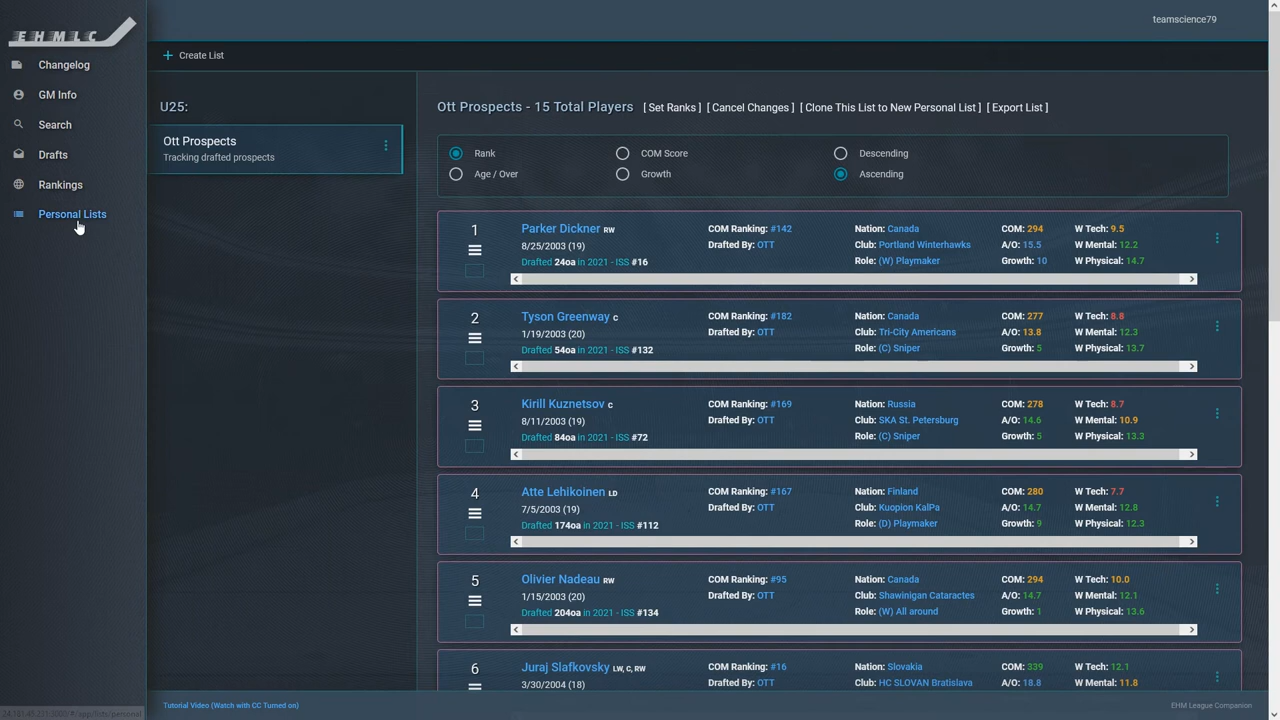 teamscience79
EHMLC
Changelog
GM Info
Search
Drafts
Rankings
Personal Lists
+ Create List
U25:
Ott Prospects
Tracking drafted prospects
Ott Prospects - 15 Total Players [ Set Ranks ] [ Cancel Changes ] [ Clone This List to New Personal List ] [ Export List ]
Rank COM Score Descending
Age / Over Growth Ascending
1 Parker Dickner RW COM Ranking: #142 Nation: Canada COM: 294 W Tech: 9.5
8/25/2003 (19) Drafted By: OTT Club: Portland Winterhawks A/O: 15.5 W Mental: 12.2
Drafted 24oa in 2021 - ISS #16 Role: (W) Playmaker Growth: 10 W Physical: 14.7
2 Tyson Greenway C COM Ranking: #182 Nation: Canada COM: 277 W Tech: 8.8
1/19/2003 (20) Drafted By: OTT Club: Tri-City Americans A/O: 13.8 W Mental: 12.3
Drafted 54oa in 2021 - ISS #132 Role: (C) Sniper Growth: 5 W Physical: 13.7
3 Kirill Kuznetsov C COM Ranking: #169 Nation: Russia COM: 278 W Tech: 8.7
8/11/2003 (19) Drafted By: OTT Club: SKA St. Petersburg A/O: 14.6 W Mental: 10.9
Drafted 84oa in 2021 - ISS #72 Role: (C) Sniper Growth: 5 W Physical: 13.3
4 Atte Lehikoinen LD COM Ranking: #167 Nation: Finland COM: 280 W Tech: 7.7
7/5/2003 (19) Drafted By: OTT Club: Kuopion KalPa A/O: 14.7 W Mental: 12.8
Drafted 174oa in 2021 - ISS #112 Role: (D) Playmaker Growth: 9 W Physical: 12.3
5 Olivier Nadeau RW COM Ranking: #95 Nation: Canada COM: 294 W Tech: 10.0
1/15/2003 (20) Drafted By: OTT Club: Shawinigan Cataractes A/O: 14.7 W Mental: 12.1
Drafted 204oa in 2021 - ISS #134 Role: (W) All around Growth: 1 W Physical: 13.6
6 Juraj Slafkovsky LW, C, RW COM Ranking: #16 Nation: Slovakia COM: 339 W Tech: 12.1
3/30/2004 (18) Drafted By: OTT Club: HC SLOVAN Bratislava A/O: 18.8 W Mental: 11.8
Tutorial Video (Watch with CC Turned on) EHM League Companion